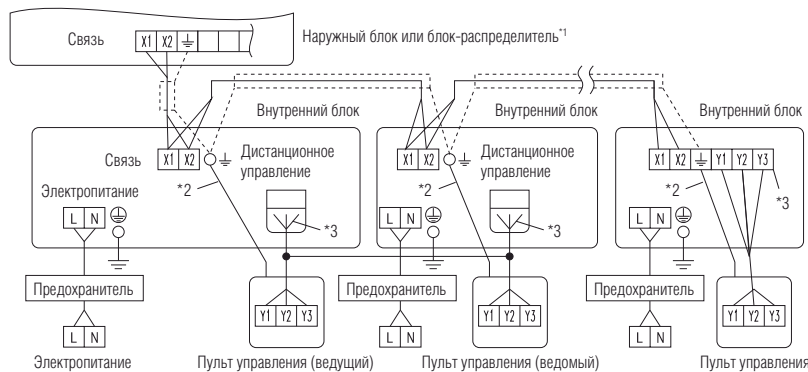 Связь
X1 X2 ⏚
Наружный блок или блок-распределитель*1
Внутренний блок
Внутренний блок
Внутренний блок
Связь
X1 X2 ⏚
Дистанционное
управление
X1 X2 ⏚
Дистанционное
управление
X1 X2 ⏚ Y1 Y2 Y3
Электропитание
*2
*2
*2
*3
L N
*3
L N
*3
L N
Предохранитель
Предохранитель
Предохранитель
Y1 Y2 Y3
Y1 Y2 Y3
Y1 Y2 Y3
L N
L N
L N
Электропитание
Пульт управления (ведущий)
Пульт управления (ведомый)
Пульт управления